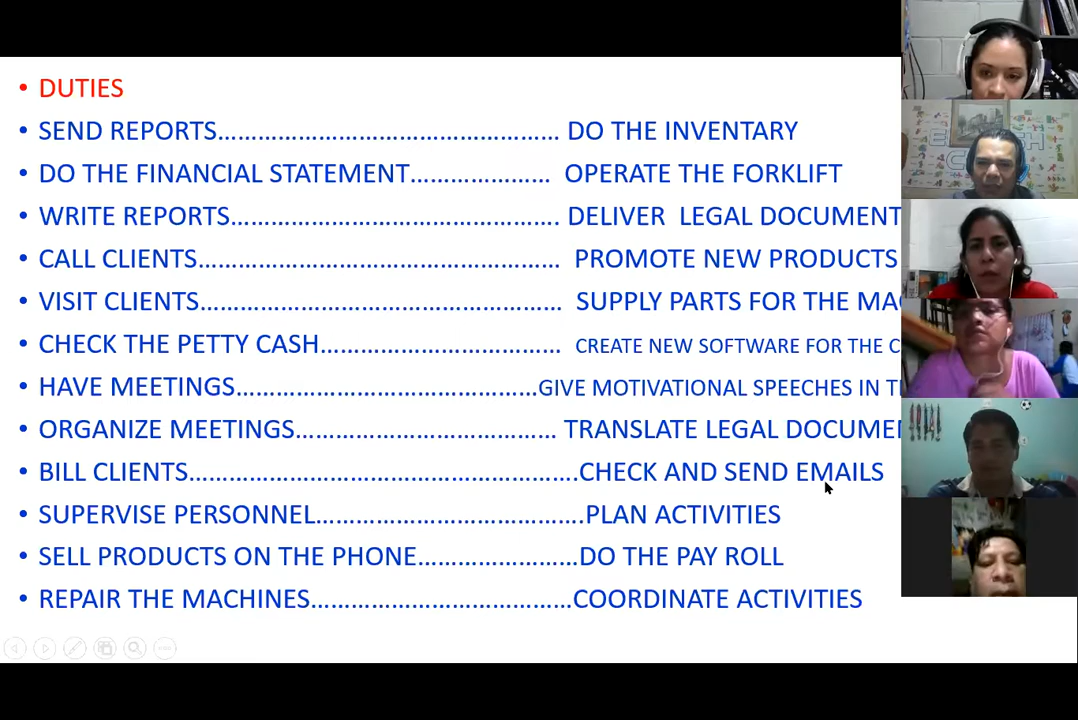 • DUTIES
• SEND REPORTS........................................................ DO THE INVENTORY
• DO THE FINANCIAL STATEMENT..................... OPERATE THE FORKLIFT
• WRITE REPORTS...................................................... DELIVER LEGAL DOCUMENT
• CALL CLIENTS............................................................ PROMOTE NEW PRODUCTS
• VISIT CLIENTS............................................................ SUPPLY PARTS FOR THE
• CHECK THE PETTY CASH........................................ CREATE NEW SOFTWARE FOR THE
• HAVE MEETINGS...................................................GIVE MOTIVATIONAL SPEECHES IN
• ORGANIZE MEETINGS........................................... TRANSLATE LEGAL
• BILL CLIENTS...............................................................CHECK AND SEND EMAILS
• SUPERVISE PERSONNEL............................................PLAN ACTIVITIES
• SELL PRODUCTS ON THE PHONE...........................DO THE PAY ROLL
• REPAIR THE MACHINES..........................................COORDINATE ACTIVITIES